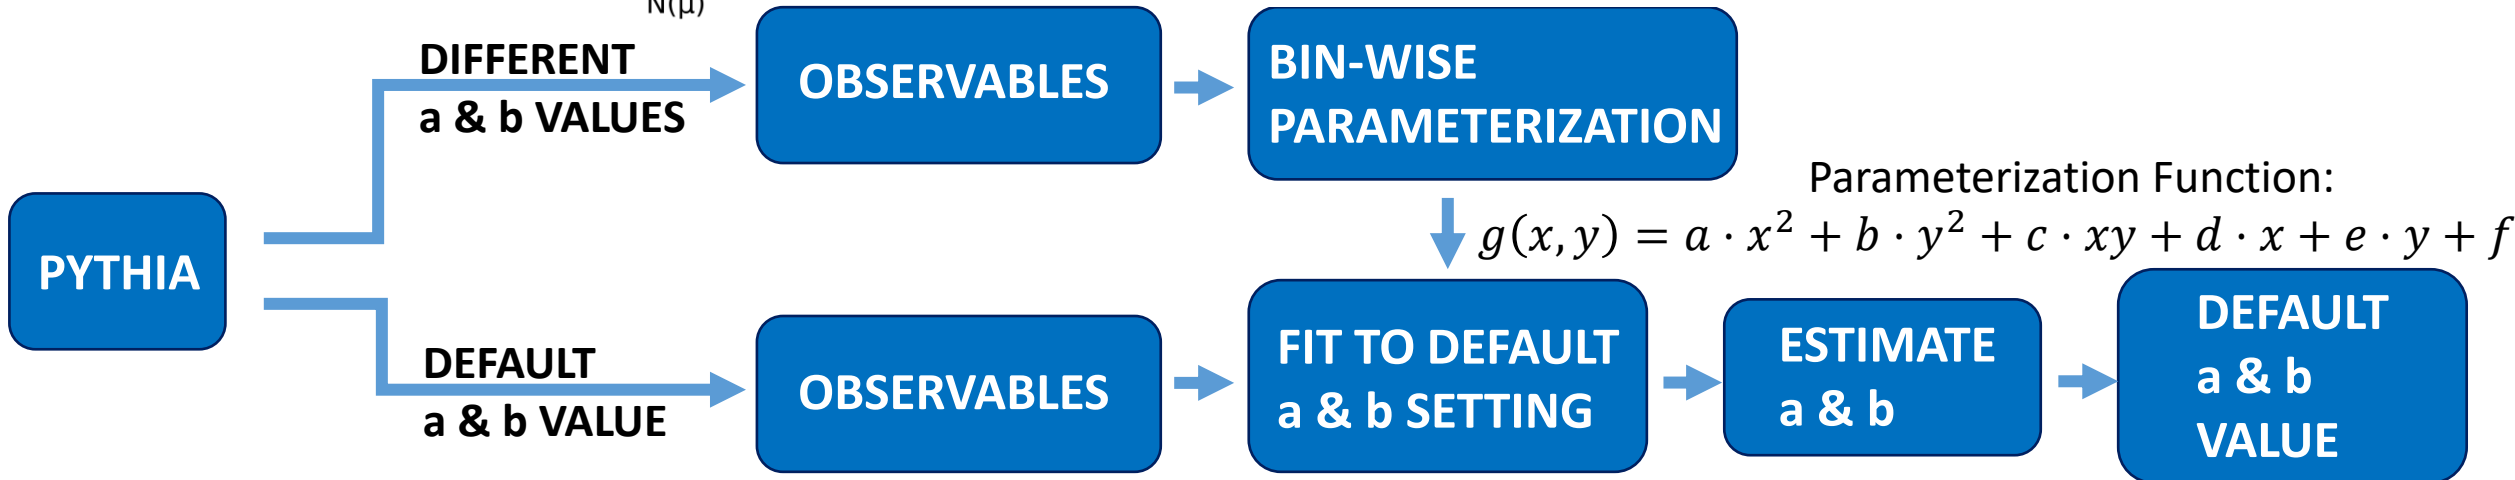 N(μ)
DIFFERENT
a & b VALUES
OBSERVABLES
BIN-WISE
PARAMETERIZATION
Parameterization Function:
g(x, y) = a · x² + b · y² + c · xy + d · x + e · y + f
PYTHIA
DEFAULT
a & b VALUE
OBSERVABLES
FIT TO DEFAULT
a & b SETTING
ESTIMATE
a & b
DEFAULT
a & b
VALUE